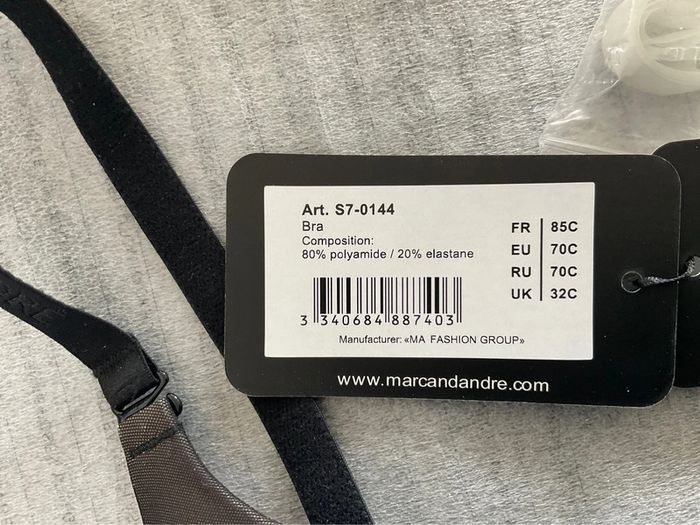 Art. S7-0144
Bra
Composition:
80% polyamide / 20% elastane
FR 85C
EU 70C
RU 70C
UK 32C
3 340684 887403
Manufacturer: «MA FASHION GROUP»
www.marcandandre.com